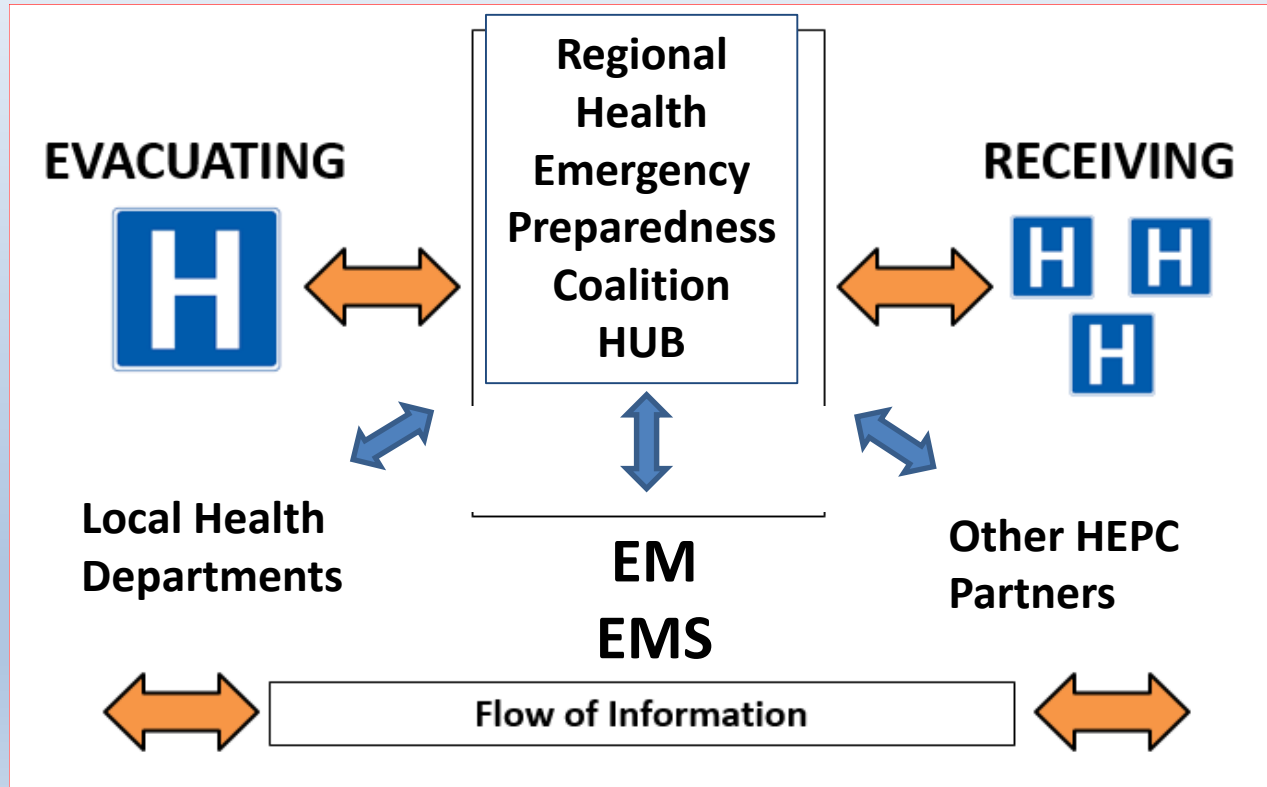 Regional
Health
Emergency
Preparedness
Coalition
HUB
EVACUATING
H
RECEIVING
H
H
H
Local Health
Departments
EM
EMS
Other HEPC
Partners
Flow of Information